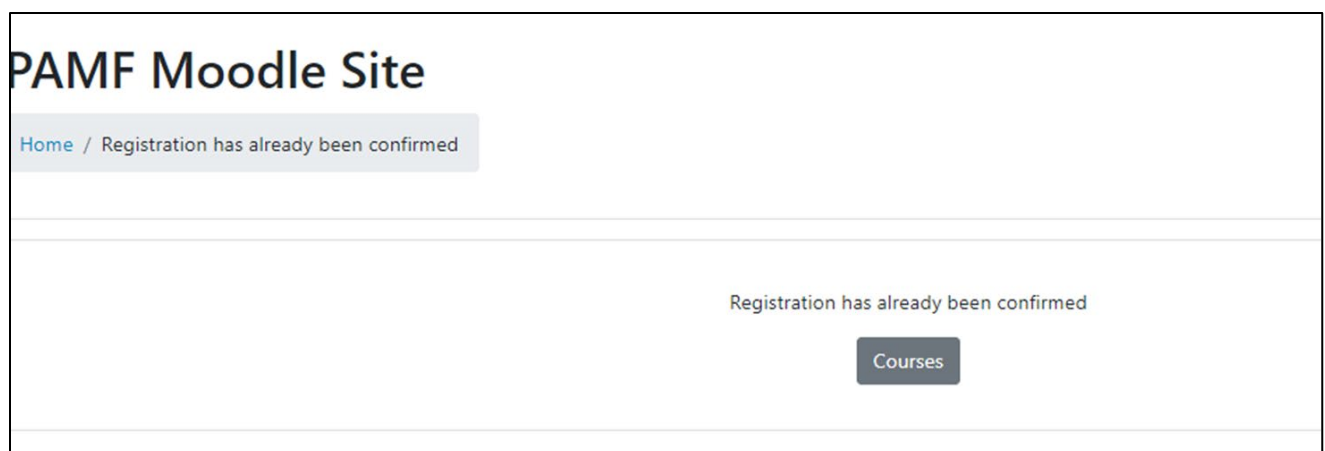 PAMF Moodle Site
Home / Registration has already been confirmed
Registration has already been confirmed
Courses